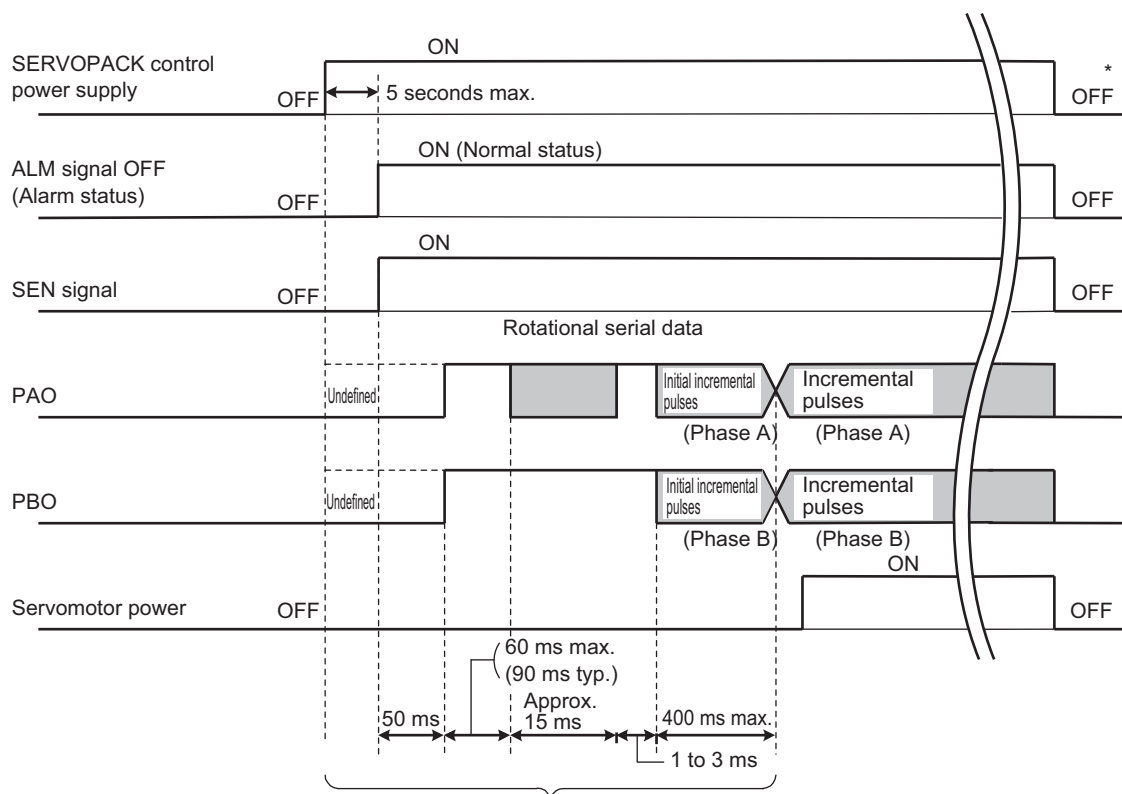 ON
SERVOPACK control
power supply
OFF
5 seconds max.
*
OFF
ON (Normal status)
ALM signal OFF
(Alarm status)
OFF
OFF
ON
SEN signal
OFF
OFF
Rotational serial data
PAO
Undefined
Initial incremental
pulses
Incremental
pulses
(Phase A)
(Phase A)
PBO
Undefined
Initial incremental
pulses
Incremental
pulses
(Phase B)
(Phase B)
ON
Servomotor power
OFF
OFF
60 ms max.
(90 ms typ.)
50 ms
Approx.
15 ms
400 ms max.
1 to 3 ms